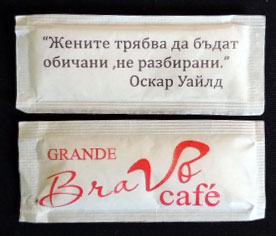 “Жените трябва да бъдат
обичани ,не разбирани.”
Оскар Уайлд
GRANDE
BraVo
café